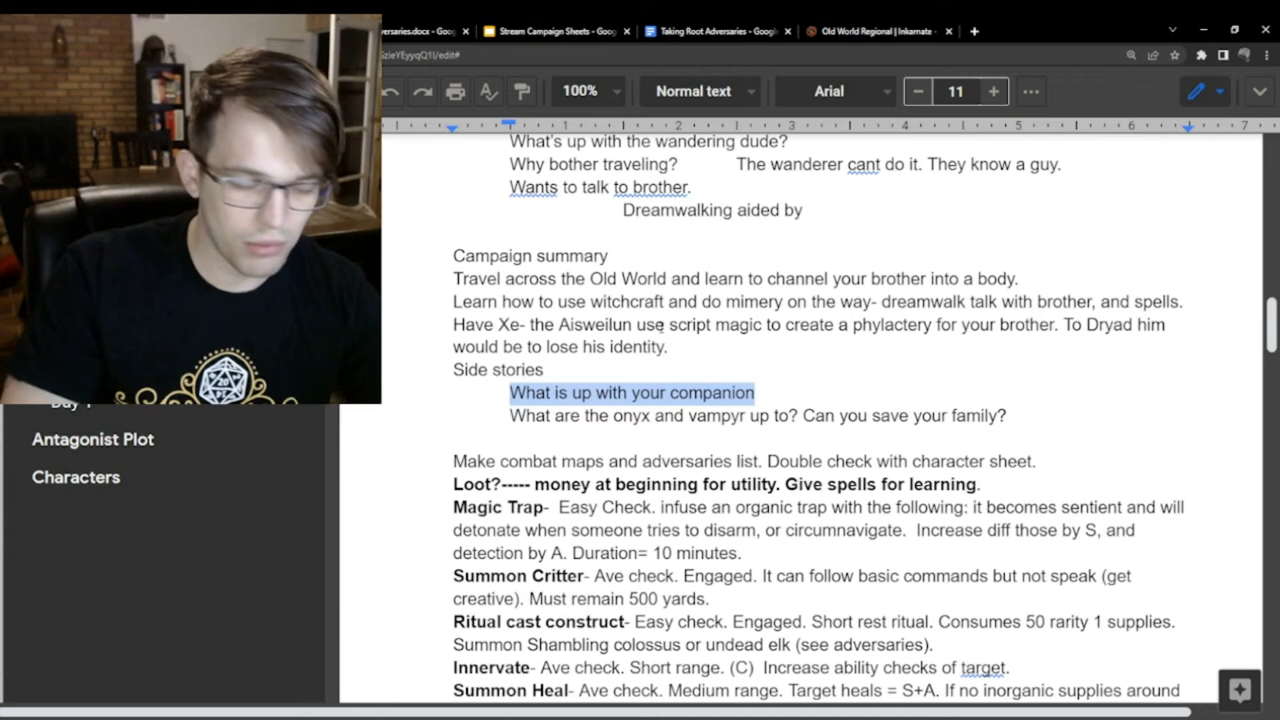 ersaries.docx - Goog
Stream Campaign Sheets - Goog
Taking Root Adversaries - Google
Old World Regional | Inkarnate -
zieYEyyqQ1I/edit#
100%
Normal text
Arial
11
1 2 3 4 5 6 7
What's up with the wandering dude?
Why bother traveling? The wanderer cant do it. They know a guy.
Wants to talk to brother.
Dreamwalking aided by
Campaign summary
Travel across the Old World and learn to channel your brother into a body.
Learn how to use witchcraft and do mimery on the way- dreamwalk talk with brother, and spells.
Have Xe- the Aisweilun use script magic to create a phylactery for your brother. To Dryad him
would be to lose his identity.
Side stories
What is up with your companion
What are the onyx and vampyr up to? Can you save your family?
Antagonist Plot
Characters
Make combat maps and adversaries list. Double check with character sheet.
Loot?----- money at beginning for utility. Give spells for learning.
Magic Trap- Easy Check. infuse an organic trap with the following: it becomes sentient and will
detonate when someone tries to disarm, or circumnavigate. Increase diff those by S, and
detection by A. Duration= 10 minutes.
Summon Critter- Ave check. Engaged. It can follow basic commands but not speak (get
creative). Must remain 500 yards.
Ritual cast construct- Easy check. Engaged. Short rest ritual. Consumes 50 rarity 1 supplies.
Summon Shambling colossus or undead elk (see adversaries).
Innervate- Ave check. Short range. (C) Increase ability checks of target.
Summon Heal- Ave check. Medium range. Target heals = S+A. If no inorganic supplies around